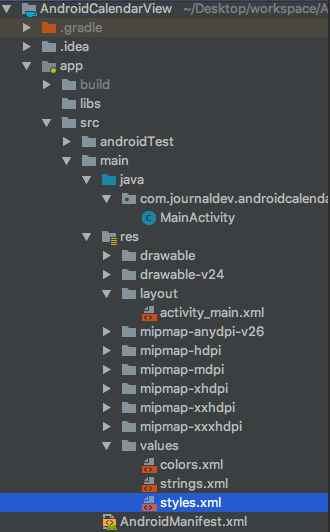 AndroidCalendarView ~/Desktop/workspace/A
.gradle
.idea
app
build
libs
src
androidTest
main
java
com.journaldev.androidcalenda
MainActivity
res
drawable
drawable-v24
layout
activity_main.xml
mipmap-anydpi-v26
mipmap-hdpi
mipmap-mdpi
mipmap-xhdpi
mipmap-xxhdpi
mipmap-xxxhdpi
values
colors.xml
strings.xml
styles.xml
AndroidManifest.xml